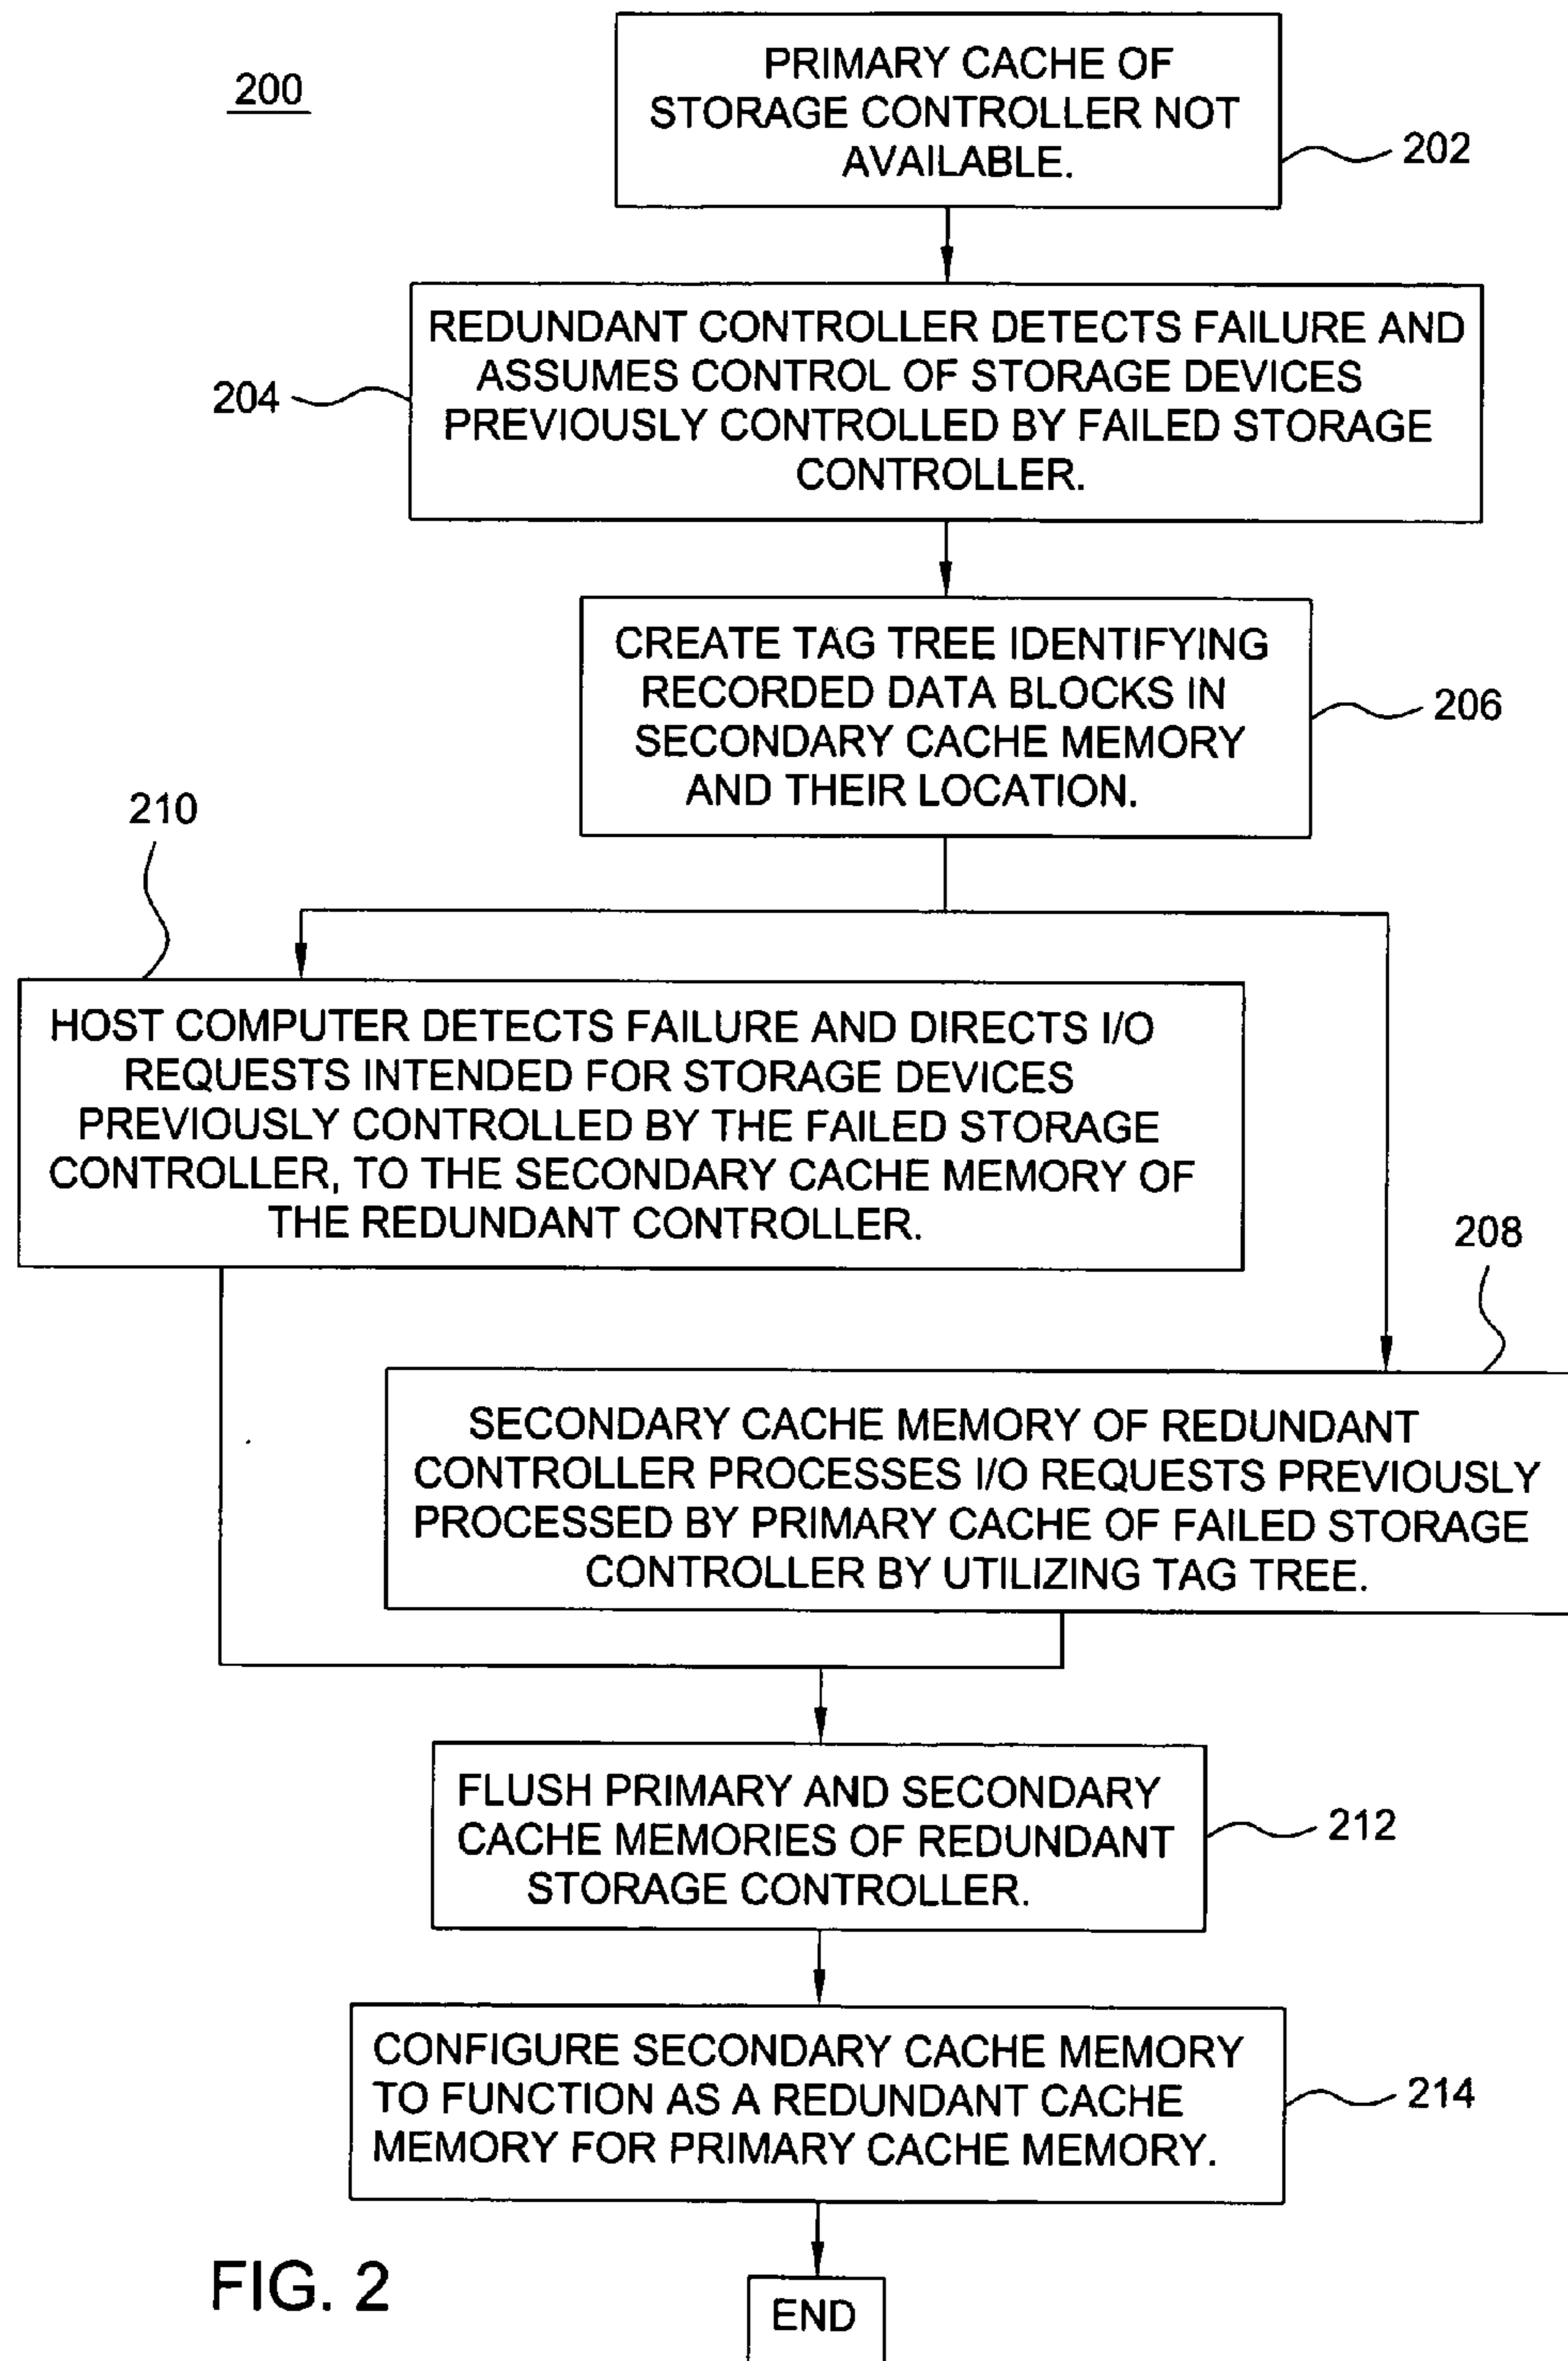 200
PRIMARY CACHE OF
STORAGE CONTROLLER NOT
AVAILABLE.
202
REDUNDANT CONTROLLER DETECTS FAILURE AND
ASSUMES CONTROL OF STORAGE DEVICES
PREVIOUSLY CONTROLLED BY FAILED STORAGE
CONTROLLER.
204
CREATE TAG TREE IDENTIFYING
RECORDED DATA BLOCKS IN
SECONDARY CACHE MEMORY
AND THEIR LOCATION.
206
210
HOST COMPUTER DETECTS FAILURE AND DIRECTS I/O
REQUESTS INTENDED FOR STORAGE DEVICES
PREVIOUSLY CONTROLLED BY THE FAILED STORAGE
CONTROLLER, TO THE SECONDARY CACHE MEMORY OF
THE REDUNDANT CONTROLLER.
208
SECONDARY CACHE MEMORY OF REDUNDANT
CONTROLLER PROCESSES I/O REQUESTS PREVIOUSLY
PROCESSED BY PRIMARY CACHE OF FAILED STORAGE
CONTROLLER BY UTILIZING TAG TREE.
FLUSH PRIMARY AND SECONDARY
CACHE MEMORIES OF REDUNDANT
STORAGE CONTROLLER.
212
CONFIGURE SECONDARY CACHE MEMORY
TO FUNCTION AS A REDUNDANT CACHE
MEMORY FOR PRIMARY CACHE MEMORY.
214
END
FIG. 2